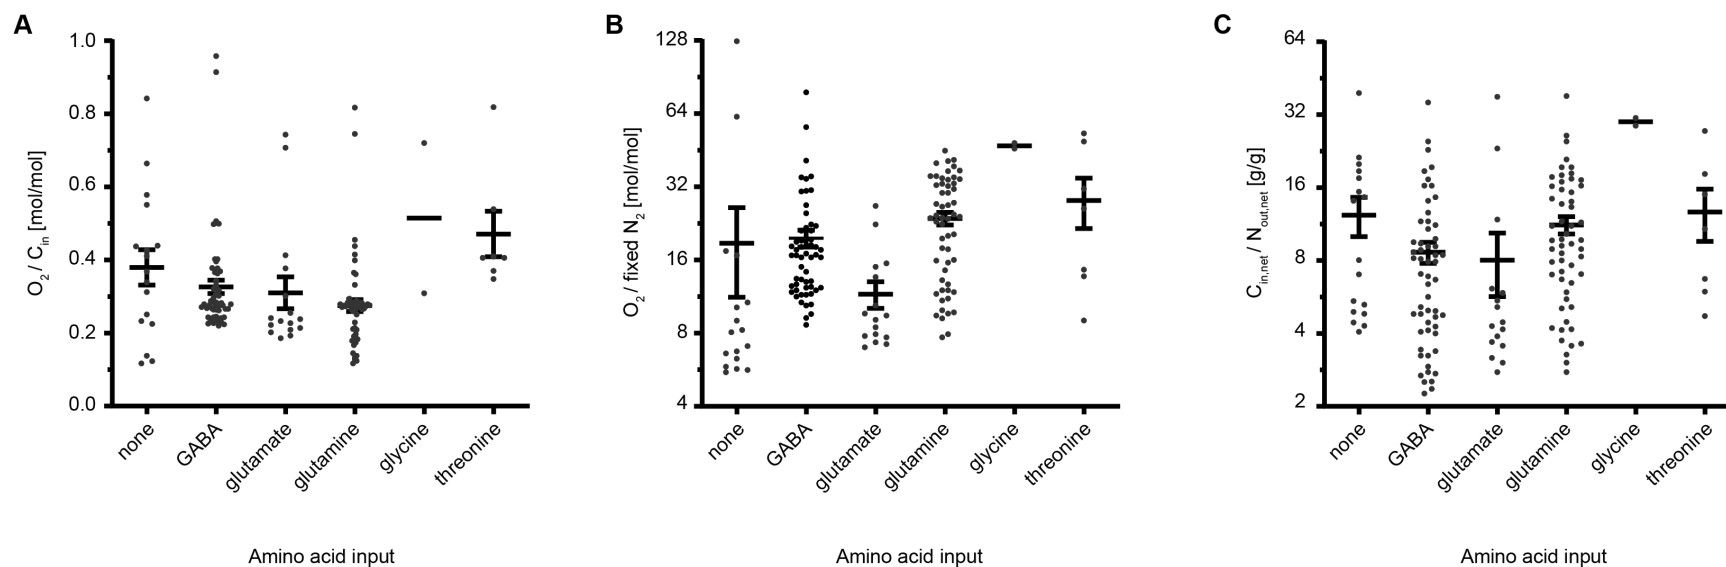 A
O2 / Cin [mol/mol]
1.0
0.8
0.6
0.4
0.2
0.0
none
GABA
glutamate
glutamine
glycine
threonine
Amino acid input
B
O2 / fixed N2 [mol/mol]
128
64
32
16
8
4
none
GABA
glutamate
glutamine
glycine
threonine
Amino acid input
C
Cin,net / Nout,net [g/g]
64
32
16
8
4
2
none
GABA
glutamate
glutamine
glycine
threonine
Amino acid input